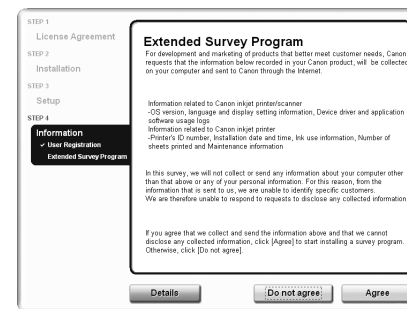 STEP 1
License Agreement
STEP 2
Installation
STEP 3
Setup
STEP 4
Information
✓ User Registration
Extended Survey Program
Extended Survey Program
For development and marketing of products that better meet customer needs, Canon
requests that the information below recorded in your Canon product, will be collected
on your computer and sent to Canon through the Internet.
Information related to Canon inkjet printer/scanner
-OS version, language and display setting information, Device driver and application
software usage logs
Information related to Canon inkjet printer
-Printer's ID number, Installation date and time, Ink use information, Number of
sheets printed and Maintenance information
In this survey, we will not collect or send any information about your computer other
than that above or any of your personal information. For this reason, from the
information that is sent to us, we are unable to identify specific customers.
We are therefore unable to respond to requests to disclose any collected information
If you agree that we collect and send the information above and that we cannot
disclose any collected information, click [Agree] to start installing a survey program.
Otherwise, click [Do not agree].
Details
Do not agree
Agree